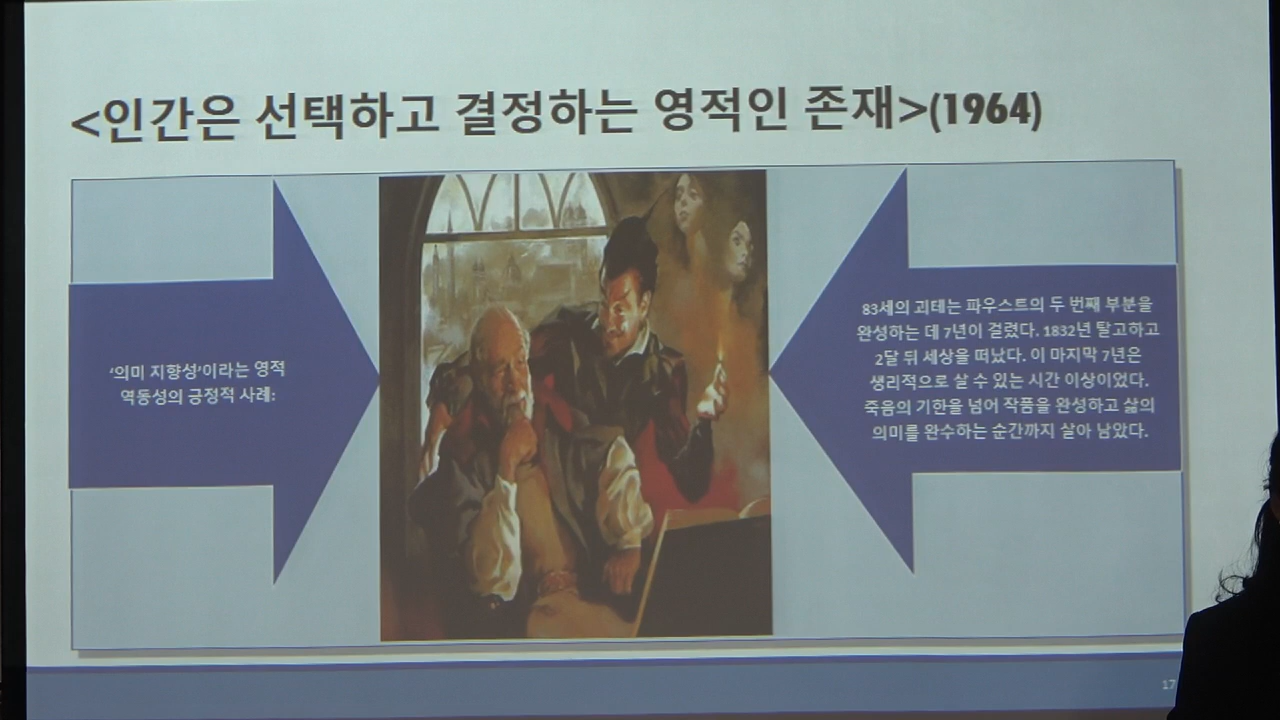 <인간은 선택하고 결정하는 영적인 존재>(1964)
‘의미 지향성’이라는 영적
역동성의 긍정적 사례:
83세의 괴테는 파우스트의 두 번째 부분을
완성하는 데 7년이 걸렸다. 1832년 탈고하고
2달 뒤 세상을 떠났다. 이 마지막 7년은
생리적으로 살 수 있는 시간 이상이었다.
죽음의 기한을 넘어 작품을 완성하고 삶의
의미를 완수하는 순간까지 살아 남았다.
17